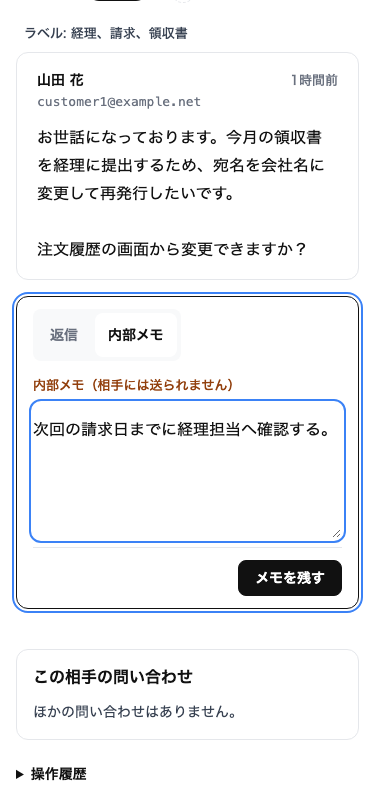 ラベル: 経理、請求、領収書
山田 花
1時間前
customer1@example.net
お世話になっております。今月の領収書
を経理に提出するため、宛名を会社名に
変更して再発行したいです。
注文履歴の画面から変更できますか？
返信
内部メモ
内部メモ（相手には送られません）
次回の請求日までに経理担当へ確認する。
メモを残す
この相手の問い合わせ
ほかの問い合わせはありません。
▶ 操作履歴